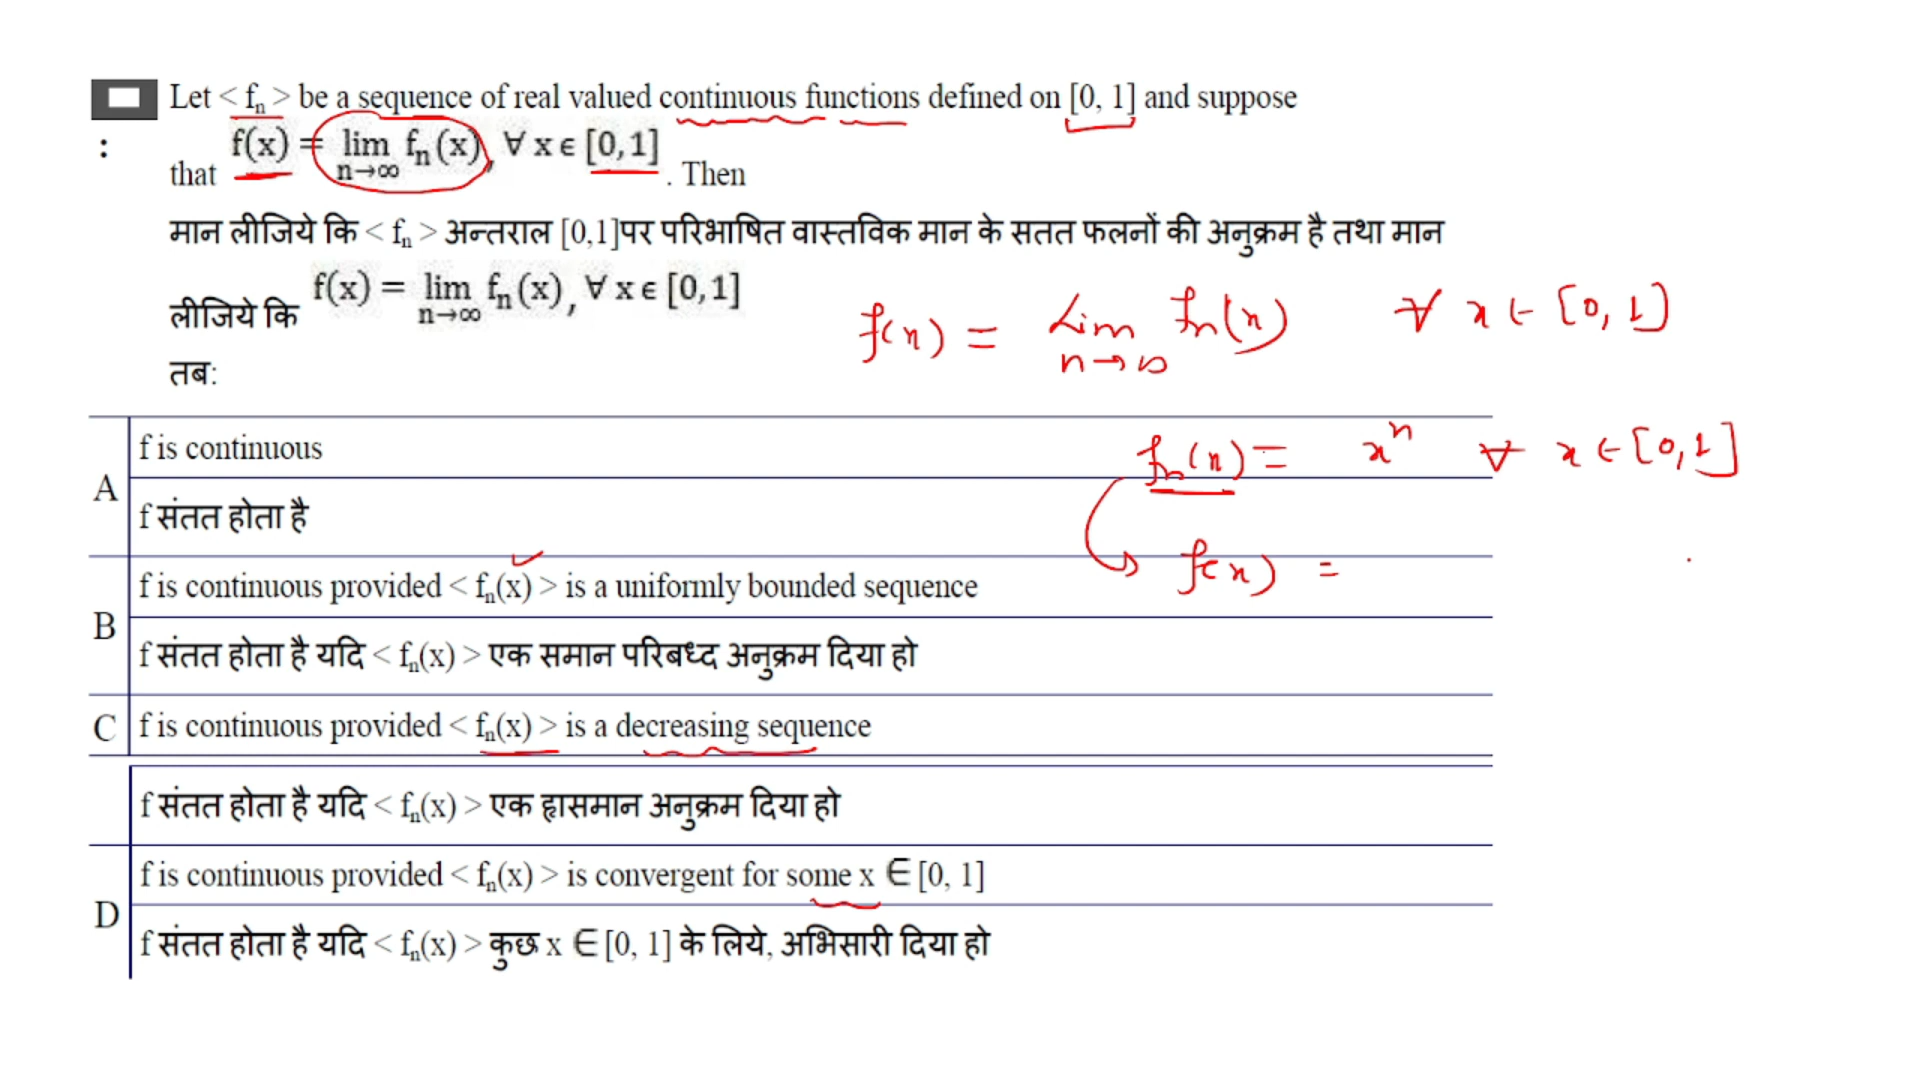 Let < fn > be a sequence of real valued continuous functions defined on [0, 1] and suppose
: that f(x) = lim n→∞ fn(x), ∀ x ϵ [0,1] . Then
मान लीजिये कि < fn > अन्तराल [0,1]पर परिभाषित वास्तविक मान के सतत फलनों की अनुक्रम है तथा मान
लीजिये कि f(x) = lim n→∞ fn(x), ∀ x ϵ [0,1]
f(x) = Lim n→∞ fn(x) ∀ x ∈ [0, 1]
तब:
A
f is continuous
fn(x) = x^n ∀ x ∈ [0,1]
f संतत होता है
f(x) =
B
f is continuous provided < fn(x) > is a uniformly bounded sequence
f संतत होता है यदि < fn(x) > एक समान परिबध्द अनुक्रम दिया हो
C f is continuous provided < fn(x) > is a decreasing sequence
f संतत होता है यदि < fn(x) > एक ह्रासमान अनुक्रम दिया हो
D
f is continuous provided < fn(x) > is convergent for some x ∈ [0, 1]
f संतत होता है यदि < fn(x) > कुछ x ∈ [0, 1] के लिये, अभिसारी दिया हो